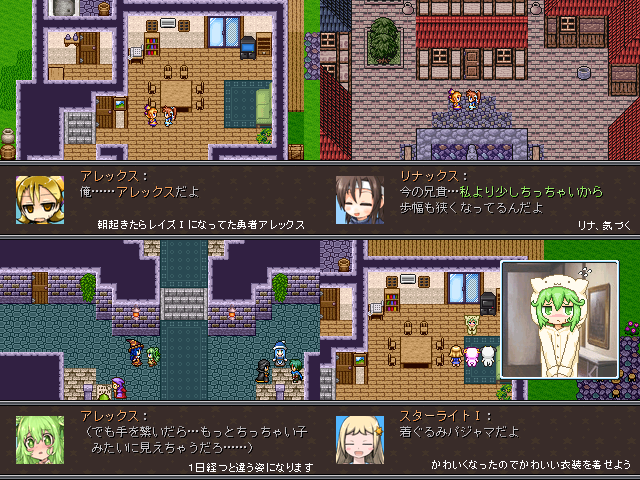 アレックス：
俺……アレックスだよ
朝起きたらレイズⅠになってた勇者アレックス
リナックス：
今の兄貴…私より少しちっちゃいから
歩幅も狭くなってるんだよ
リナ、気づく
アレックス：
（でも手を繋いだら…もっとちっちゃい子
みたいに見えちゃうだろ……）
1日経つと違う姿になります
スターライトⅠ：
着ぐるみパジャマだよ
かわいくなったのでかわいい衣装を着せよう